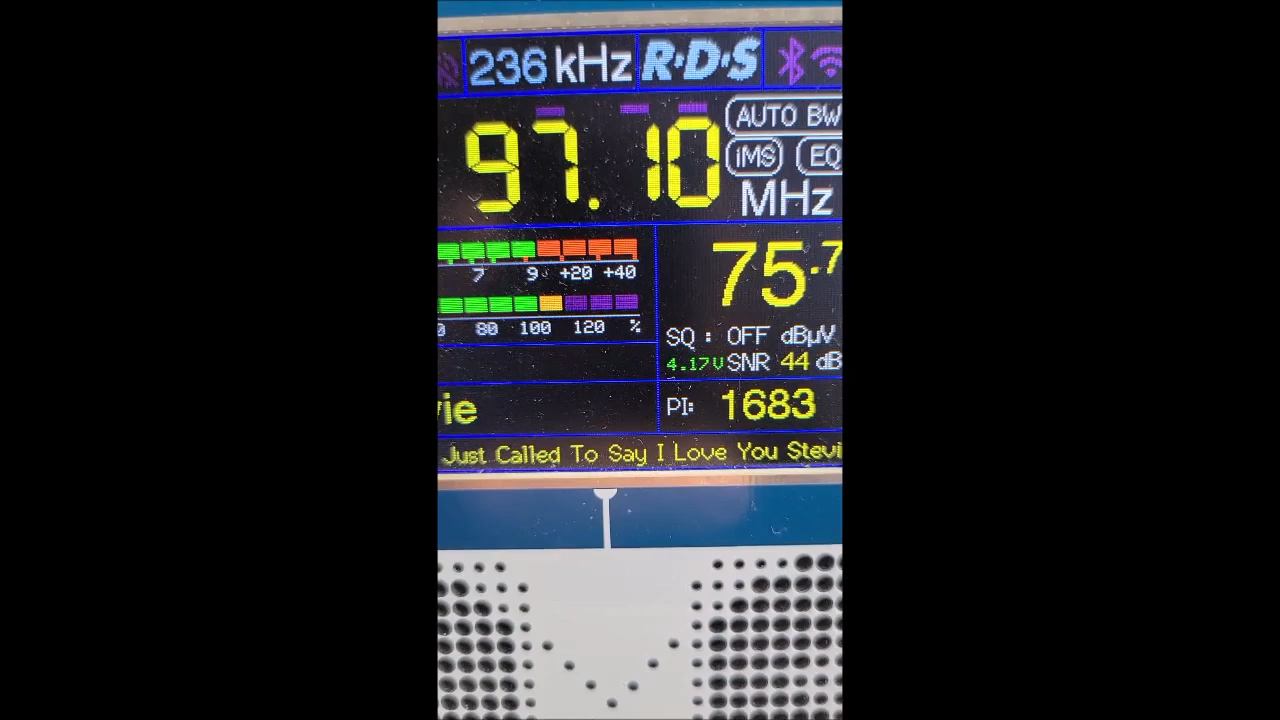 236 kHz R·D·S
97.10
AUTO BW
iMS EQ
MHz
7 9 +20 +40
75.7
80 100 120 %
SQ : OFF dBµV
4.17V SNR 44 dB
PI: 1683
Just Called To Say I Love You Stevi